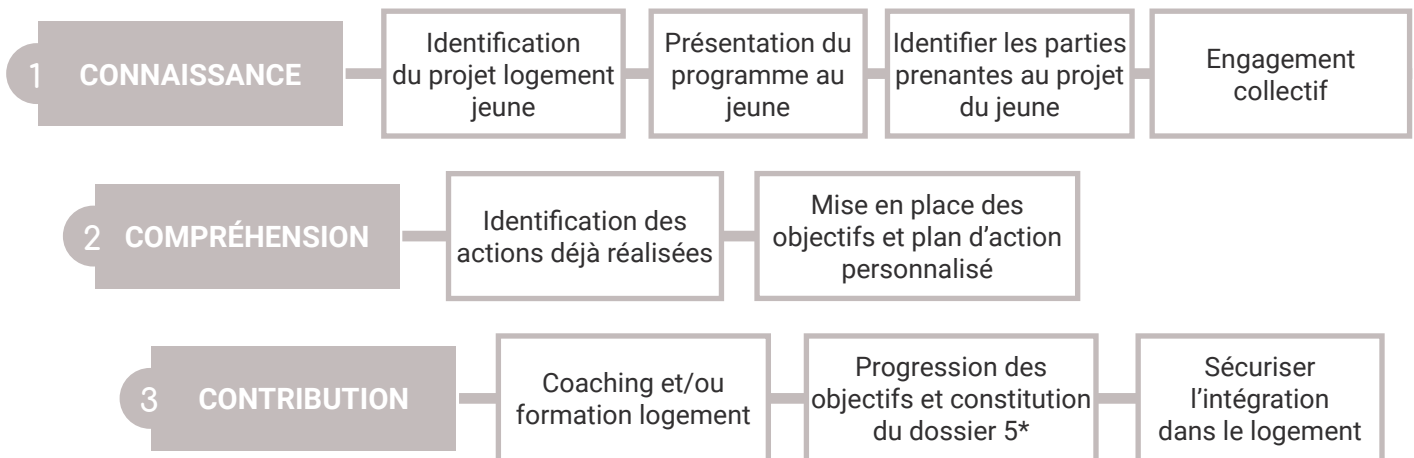 1 CONNAISSANCE
Identification
du projet logement
jeune
Présentation du
programme au
jeune
Identifier les parties
prenantes au projet
du jeune
Engagement
collectif
2 COMPRÉHENSION
Identification des
actions déjà réalisées
Mise en place des
objectifs et plan d’action
personnalisé
3 CONTRIBUTION
Coaching et/ou
formation logement
Progression des
objectifs et constitution
du dossier 5*
Sécuriser
l’intégration
dans le logement